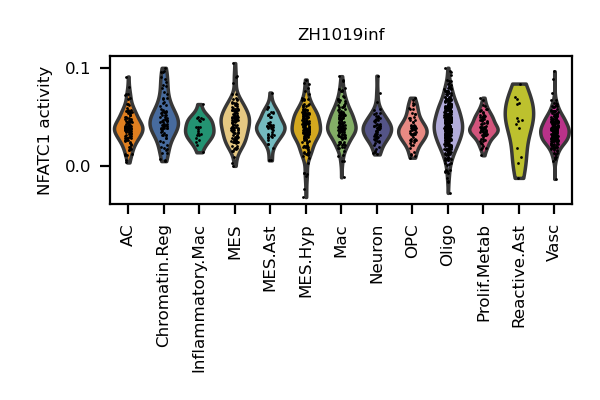 ZH1019inf
NFATC1 activity
0.1
0.0
AC
Chromatin.Reg
Inflammatory.Mac
MES
MES.Ast
MES.Hyp
Mac
Neuron
OPC
Oligo
Prolif.Metab
Reactive.Ast
Vasc